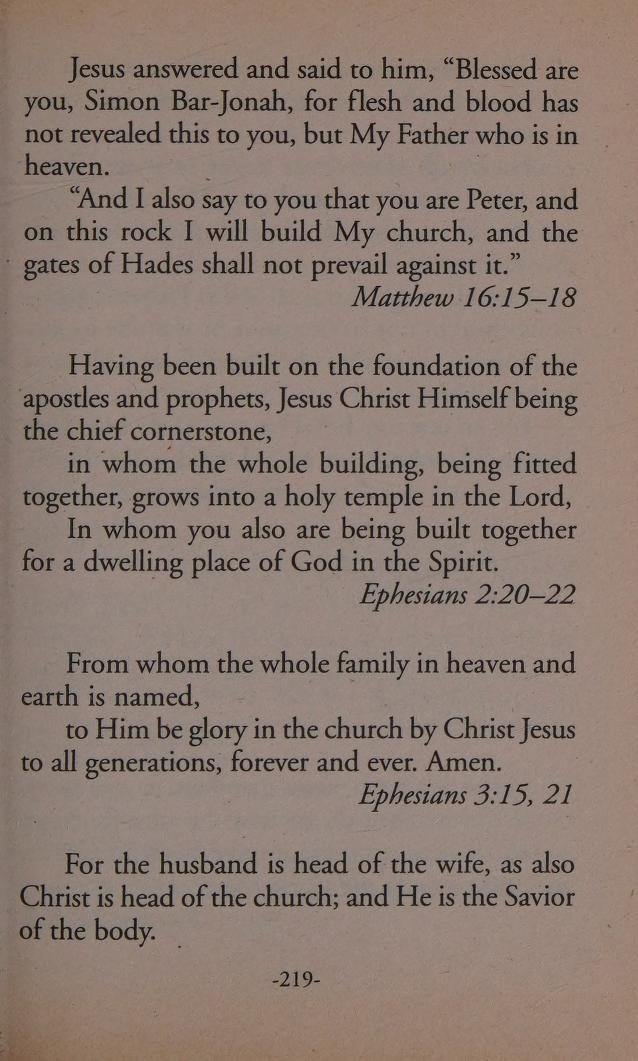 Jesus answered and said to him, “Blessed are
you, Simon Bar-Jonah, for flesh and blood has
not revealed this to you, but My Father who is in
heaven.
“And I also say to you that you are Peter, and
on this rock I will build My church, and the
gates of Hades shall not prevail against it.”
Matthew 16:15–18
Having been built on the foundation of the
apostles and prophets, Jesus Christ Himself being
the chief cornerstone,
in whom the whole building, being fitted
together, grows into a holy temple in the Lord,
In whom you also are being built together
for a dwelling place of God in the Spirit.
Ephesians 2:20–22
From whom the whole family in heaven and
earth is named,
to Him be glory in the church by Christ Jesus
to all generations, forever and ever. Amen.
Ephesians 3:15, 21
For the husband is head of the wife, as also
Christ is head of the church; and He is the Savior
of the body.
-219-